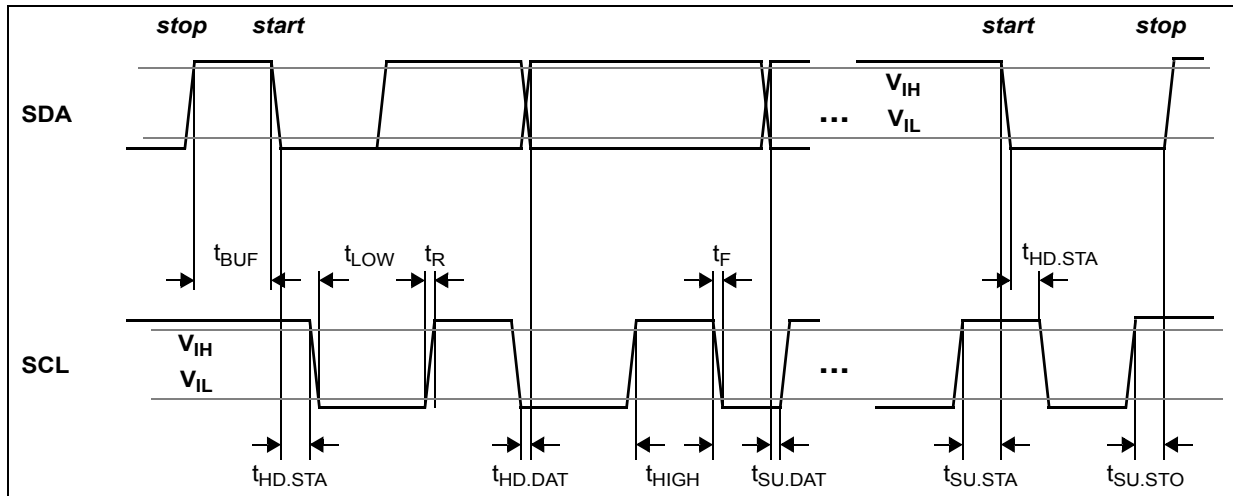 stop start start stop
SDA
V_IH
... V_IL
t_BUF t_LOW t_R t_F t_HD.STA
SCL
V_IH
V_IL ...
t_HD.STA t_HD.DAT t_HIGH t_SU.DAT t_SU.STA t_SU.STO